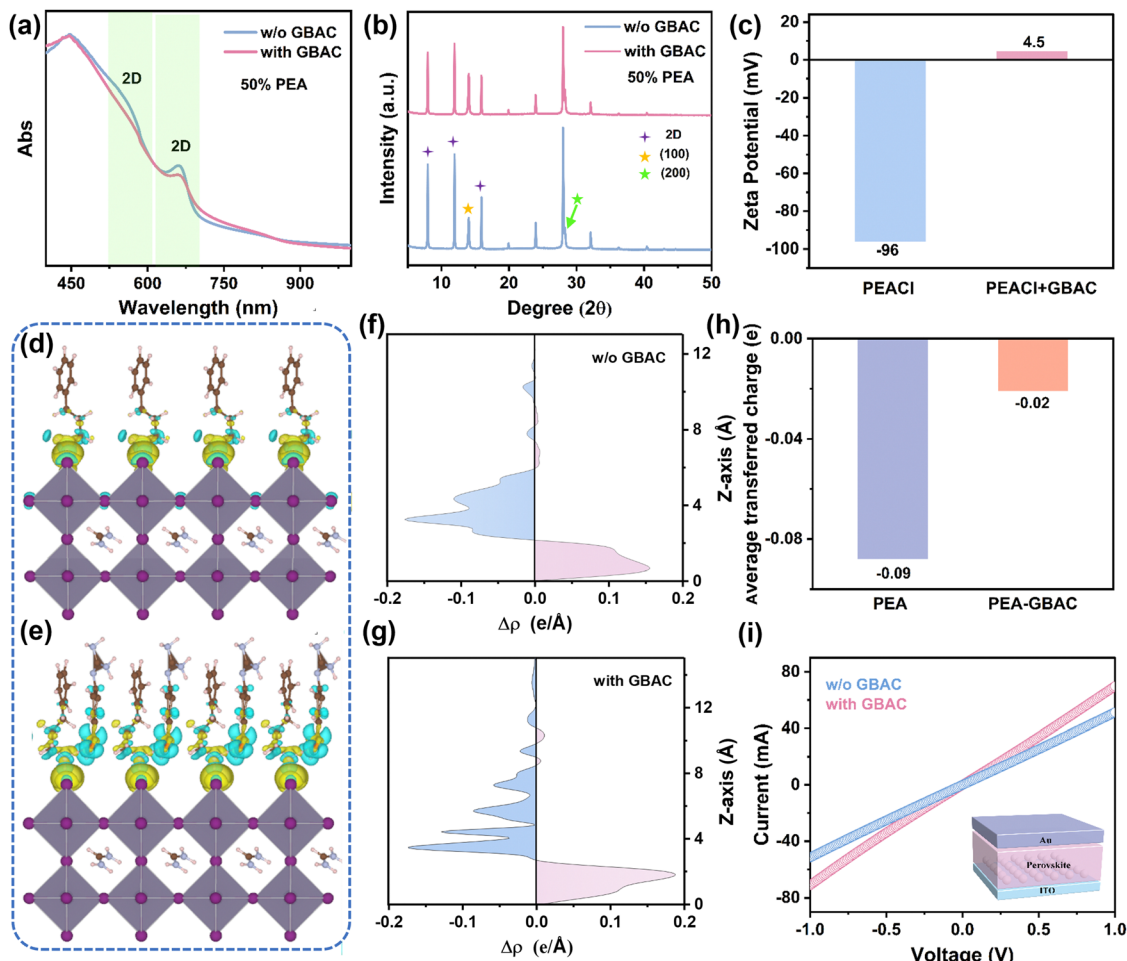 (a)
w/o GBAC
with GBAC
50% PEA
2D
2D
Abs
450
600
750
900
Wavelength (nm)
(b)
w/o GBAC
with GBAC
50% PEA
2D
(100)
(200)
Intensity (a.u.)
10
20
30
40
50
Degree (2θ)
(c)
20
0
-20
-40
-60
-80
-100
Zeta Potential (mV)
4.5
-96
PEACl
PEACl+GBAC
(d)
(e)
(f)
w/o GBAC
12
8
4
0
Z-axis (Å)
-0.2
-0.1
0.0
0.1
0.2
Δρ (e/Å)
(g)
with GBAC
12
8
4
0
Z-axis (Å)
-0.2
-0.1
0.0
0.1
0.2
Δρ (e/Å)
(h)
0.00
-0.04
-0.08
Average transferred charge (e)
-0.02
-0.09
PEA
PEA-GBAC
(i)
w/o GBAC
with GBAC
80
40
0
-40
-80
Current (mA)
Au
Perovskite
ITO
-1.0
-0.5
0.0
0.5
1.0
Voltage (V)